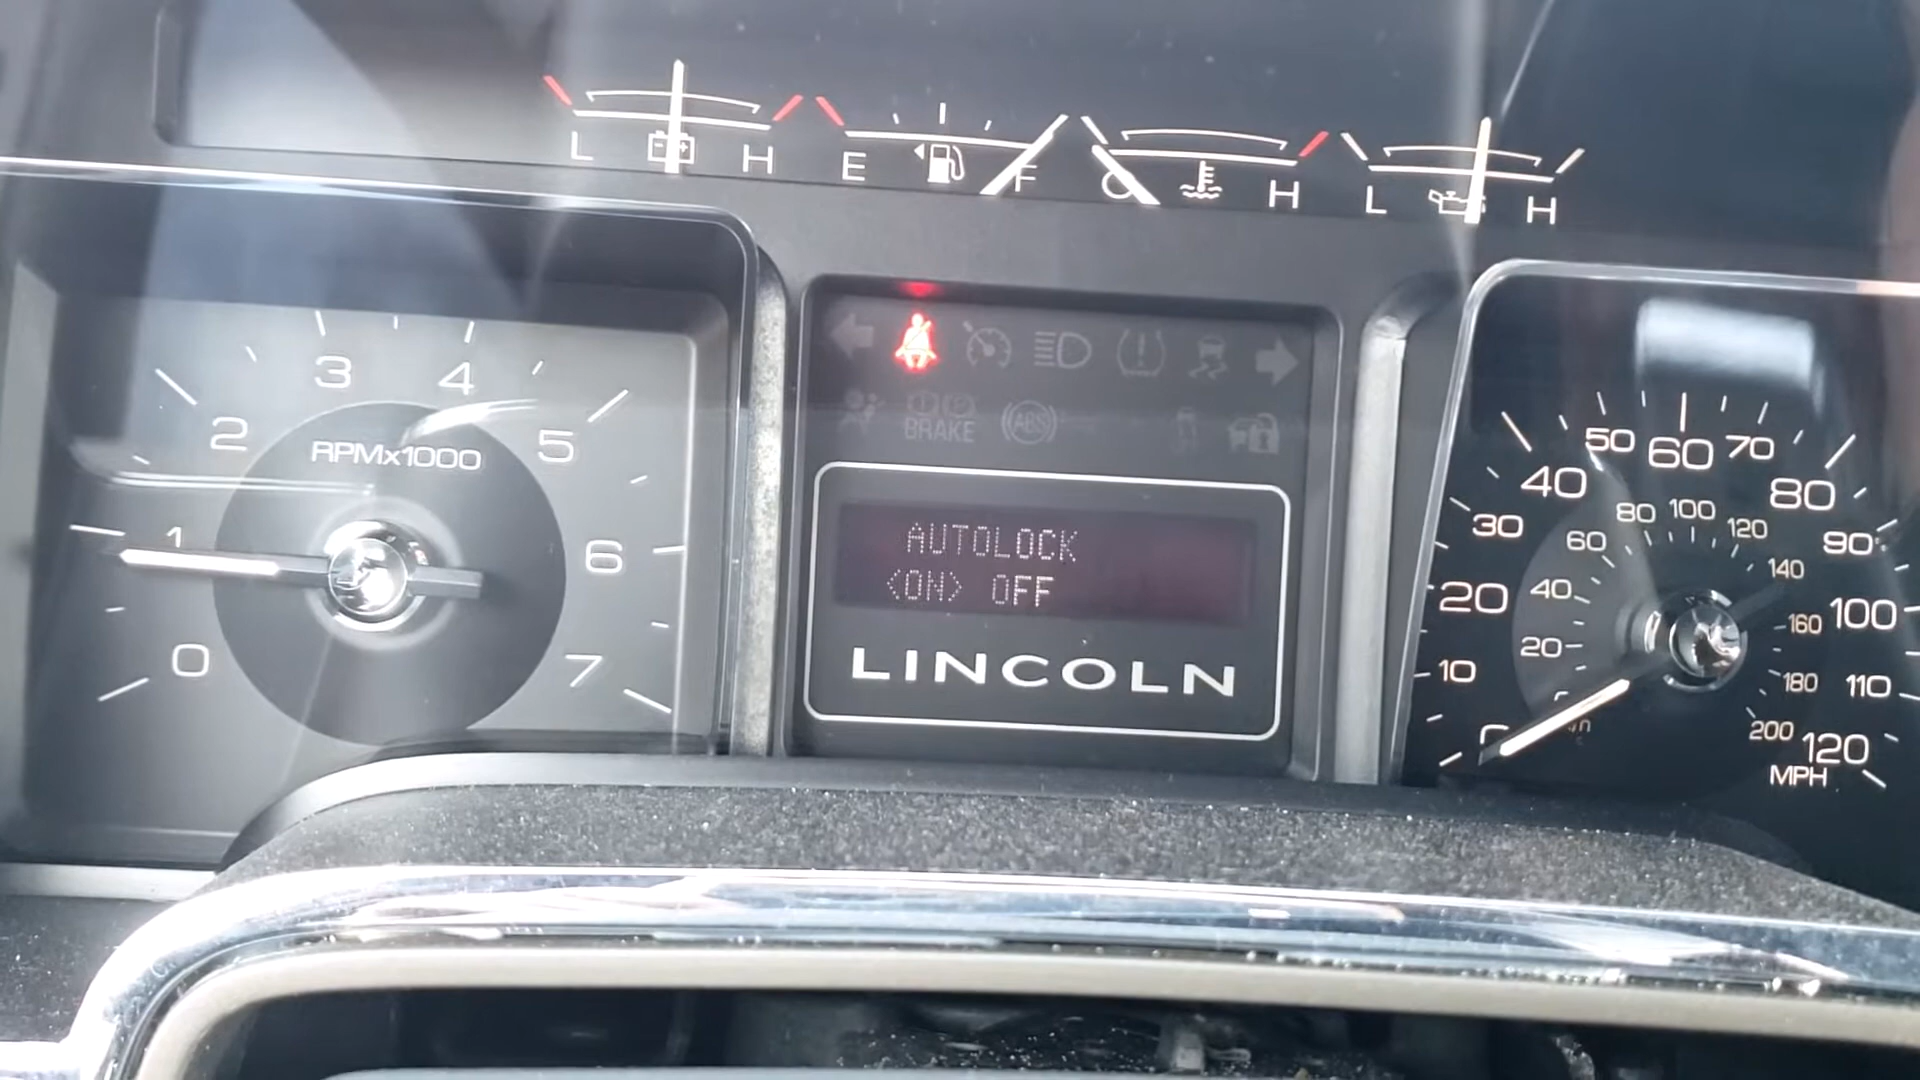 L H E F C H L H
3 4
2 5
RPMx1000
1 6
0 7
BRAKE
ABS
AUTOLOCK
<ON> OFF
LINCOLN
50 60 70
40 80
30 90
20 100
10 110
120
MPH
80 100 120
60 140
40 160
20 180
200